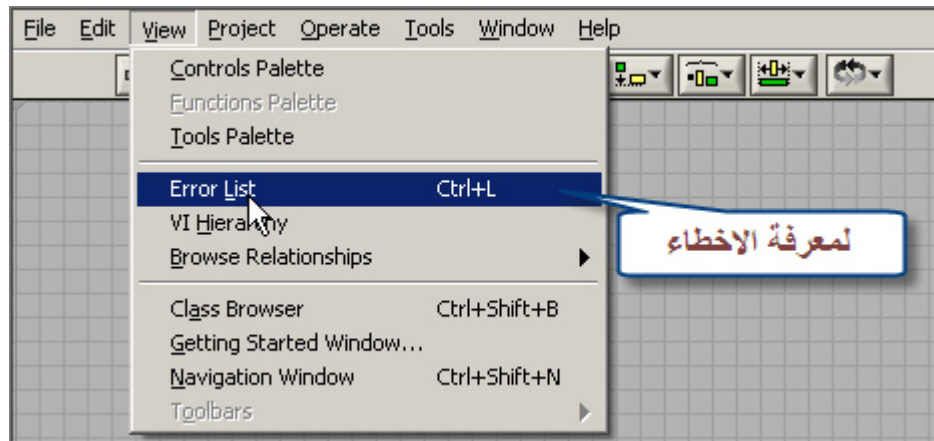 File Edit View Project Operate Tools Window Help
Controls Palette
Functions Palette
Tools Palette
Error List Ctrl+L
لمعرفة الاخطاء
VI Hierarchy
Browse Relationships
Class Browser Ctrl+Shift+B
Getting Started Window...
Navigation Window Ctrl+Shift+N
Toolbars